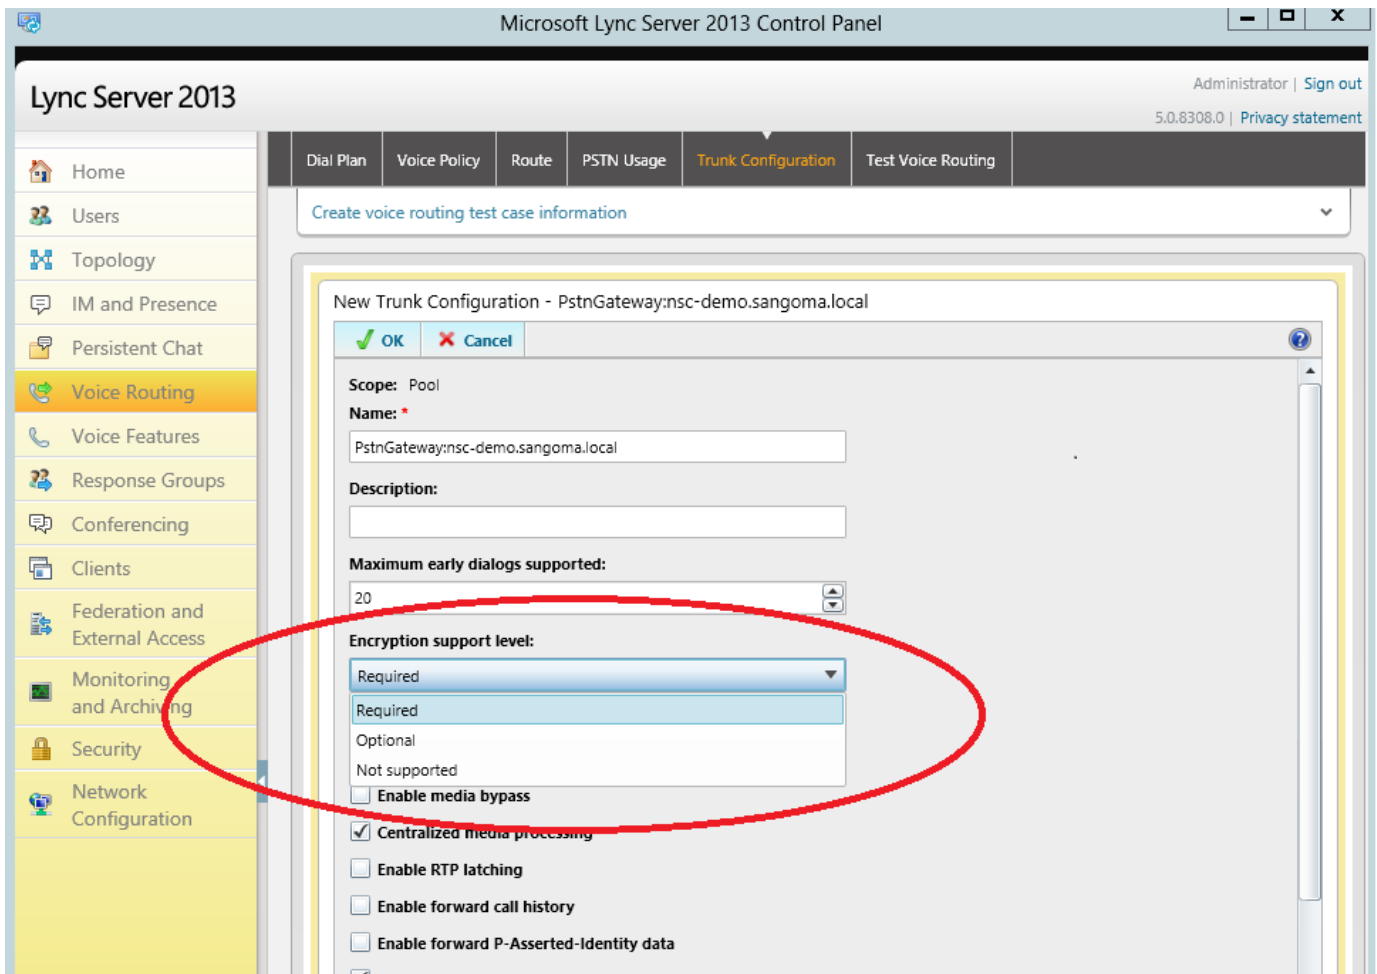 Microsoft Lync Server 2013 Control Panel
Lync Server 2013
Administrator | Sign out
5.0.8308.0 | Privacy statement
Home
Users
Topology
IM and Presence
Persistent Chat
Voice Routing
Voice Features
Response Groups
Conferencing
Clients
Federation and
External Access
Monitoring
and Archiving
Security
Network
Configuration
Dial Plan
Voice Policy
Route
PSTN Usage
Trunk Configuration
Test Voice Routing
Create voice routing test case information
New Trunk Configuration - PstnGateway:nsc-demo.sangoma.local
OK
Cancel
Scope: Pool
Name: *
PstnGateway:nsc-demo.sangoma.local
Description:
Maximum early dialogs supported:
20
Encryption support level:
Required
Required
Optional
Not supported
Enable media bypass
Centralized media processing
Enable RTP latching
Enable forward call history
Enable forward P-Asserted-Identity data